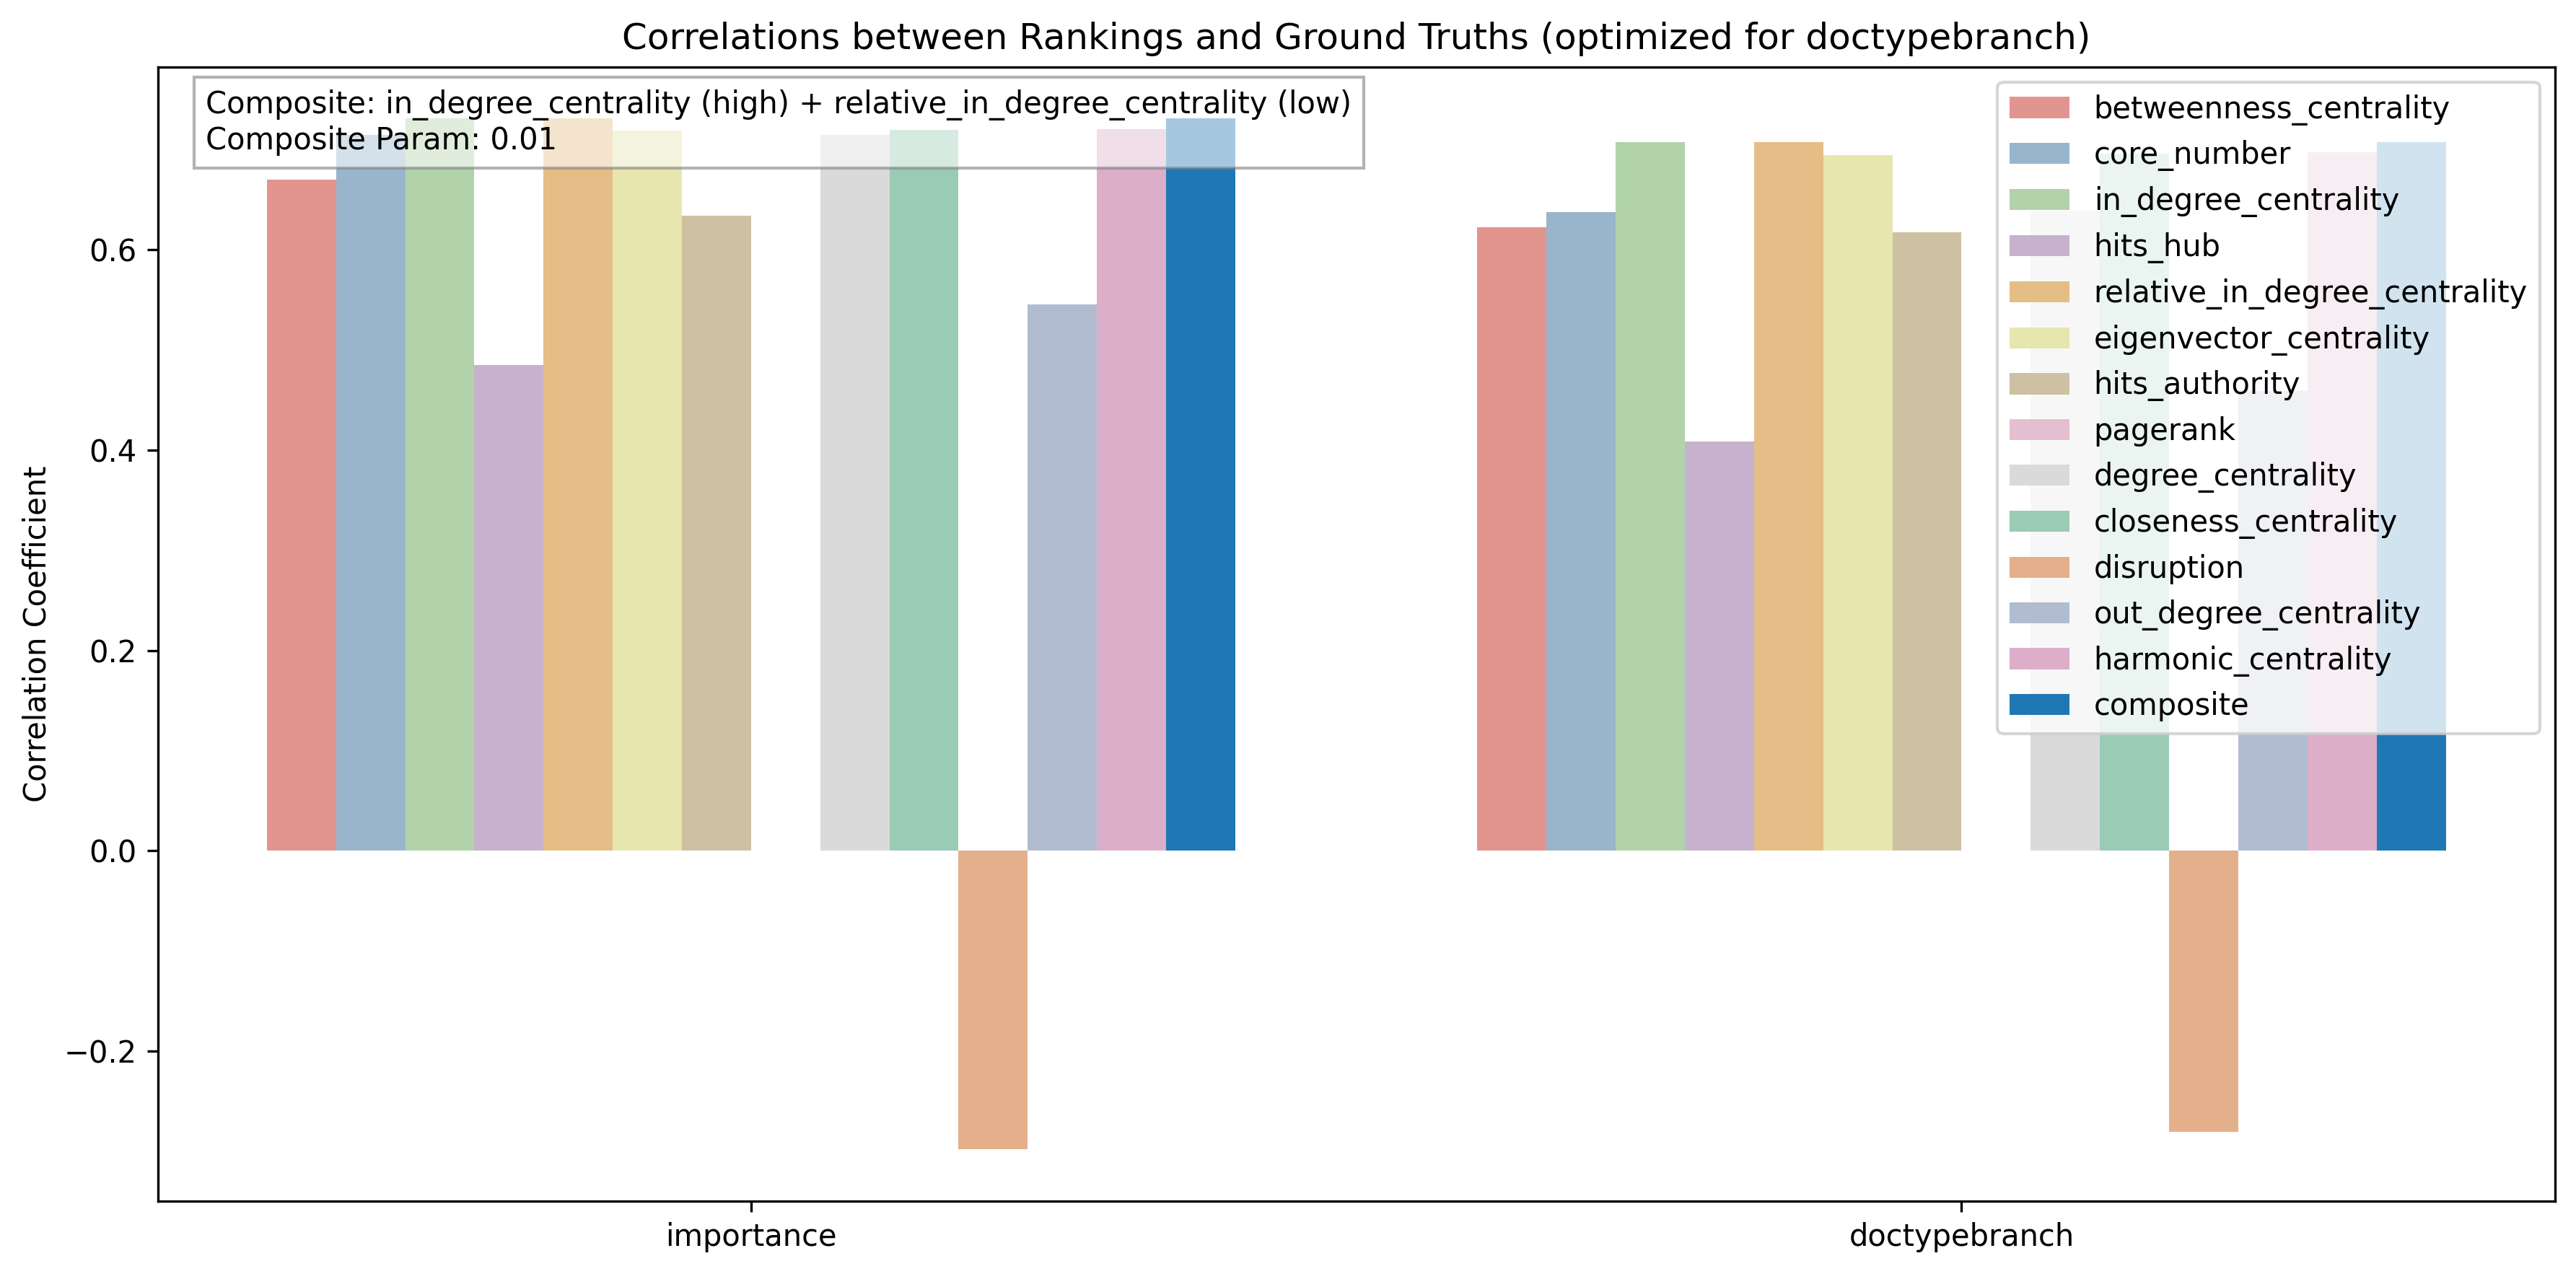 Correlations between Rankings and Ground Truths (optimized for doctypebranch)
Composite: in_degree_centrality (high) + relative_in_degree_centrality (low)
Composite Param: 0.01
betweenness_centrality
core_number
in_degree_centrality
hits_hub
relative_in_degree_centrality
eigenvector_centrality
hits_authority
pagerank
degree_centrality
closeness_centrality
disruption
out_degree_centrality
harmonic_centrality
composite
Correlation Coefficient
0.6
0.4
0.2
0.0
−0.2
importance
doctypebranch